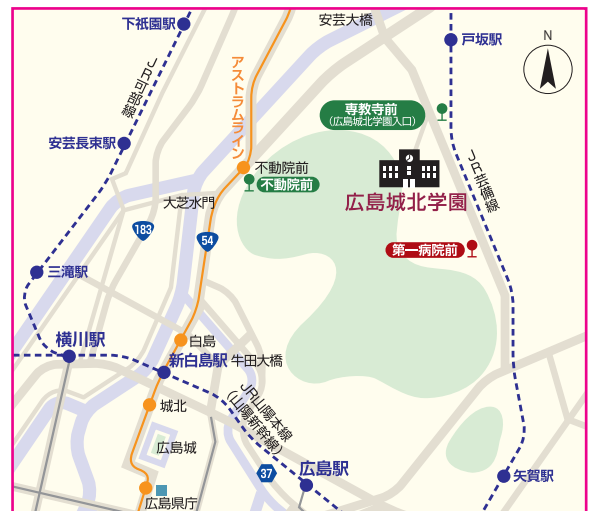 下祇園駅
安芸大橋
戸坂駅
N
JR可部線
アストラムライン
専教寺前
(広島城北学園入口)
安芸長束駅
不動院前
不動院前
JR芸備線
大芝水門
広島城北学園
183
54
第一病院前
三滝駅
横川駅
白島
新白島駅
牛田大橋
JR山陽本線
(山陽新幹線)
城北
広島城
37
広島駅
矢賀駅
広島県庁